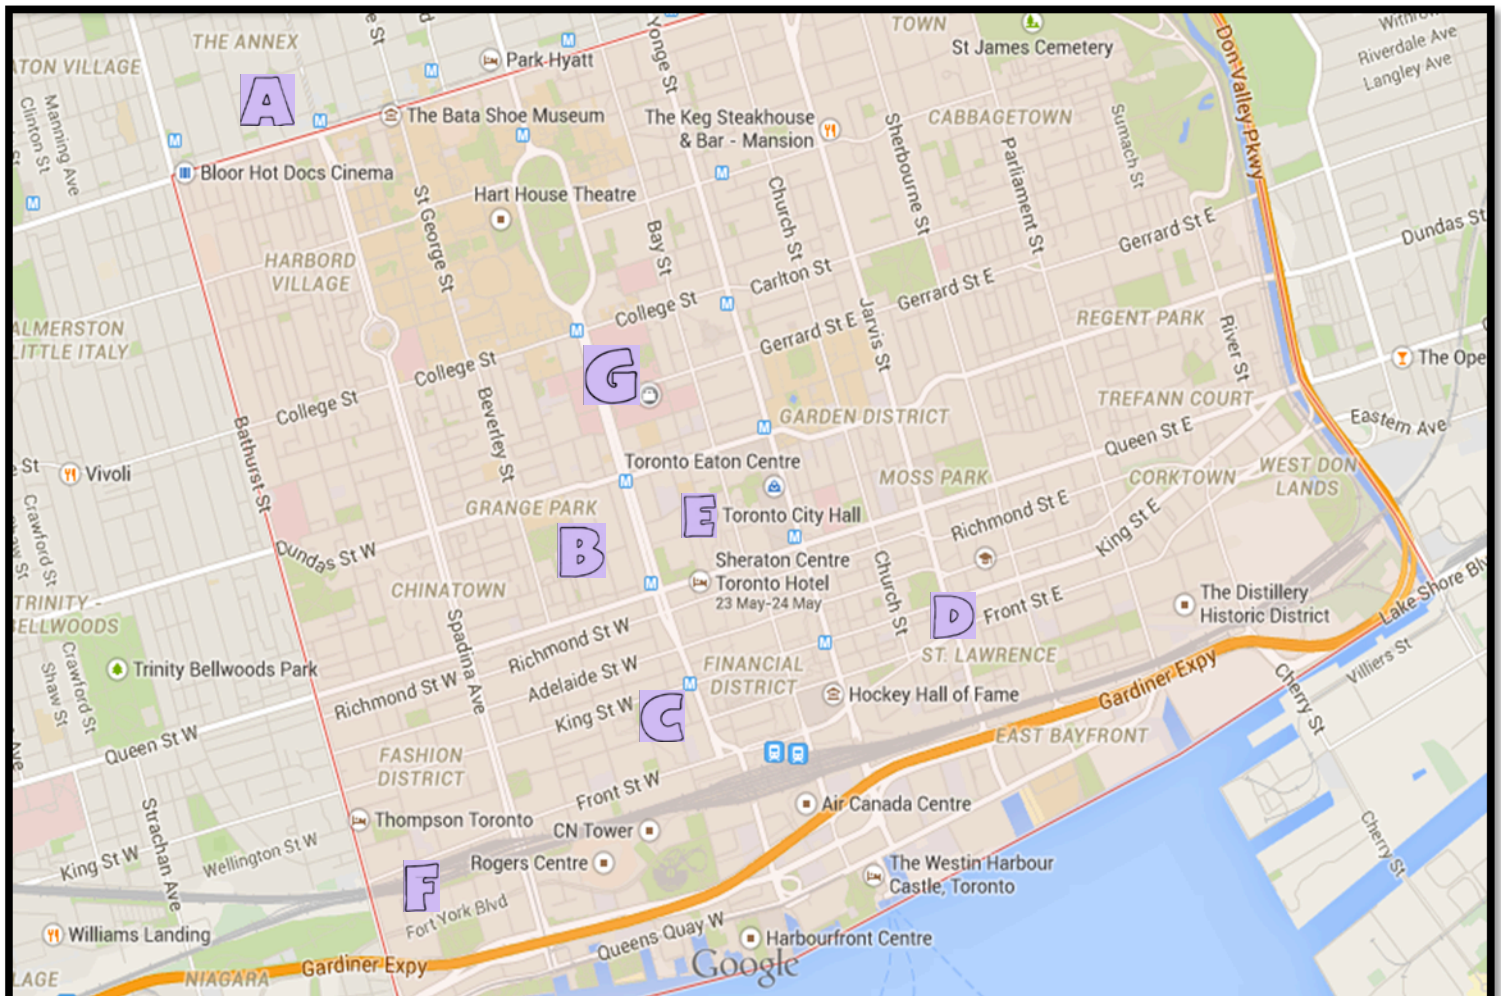 THE ANNEX
ATON VILLAGE
Manning Ave
Clinton St
e St
Yonge St
TOWN
St James Cemetery
Don Valley Pkwy
Riverdale Ave
Langley Ave
Park Hyatt
A
The Bata Shoe Museum
The Keg Steakhouse
& Bar - Mansion
CABBAGETOWN
Sumach St
Sherbourne St
Parliament St
Bloor Hot Docs Cinema
Hart House Theatre
St George St
Church St
Bay St
HARBORD
VILLAGE
Carlton St
Gerrard St E
Gerrard St E
Dundas St
College St
Gerrard St E
Jarvis St
REGENT PARK
River St
ALMERSTON
LITTLE ITALY
G
College St
College St
Beverley St
The Ope
TREFANN COURT
GARDEN DISTRICT
Eastern Ave
Bathurst St
Queen St E
e St
Vivoli
Toronto Eaton Centre
MOSS PARK
CORKTOWN
WEST DON
LANDS
GRANGE PARK
E
Toronto City Hall
Richmond St E
King St E
Crawford St
Shaw St
B
Dundas St W
Sheraton Centre
Toronto Hotel
23 May-24 May
Church St
CHINATOWN
TRINITY -
BELLWOODS
D
Front St E
The Distillery
Historic District
Lake Shore Blv
Spadina Ave
Richmond St W
Trinity Bellwoods Park
Crawford St
Shaw St
Adelaide St W
FINANCIAL
DISTRICT
ST. LAWRENCE
Villiers St
Gardiner Expy
Richmond St W
King St W
C
Hockey Hall of Fame
Cherry St
Queen St W
Ave
FASHION
DISTRICT
EAST BAYFRONT
Front St W
Strachan Ave
Thompson Toronto
CN Tower
Air Canada Centre
Cherry St
King St W
Wellington St W
Rogers Centre
The Westin Harbour
Castle, Toronto
F
Fort York Blvd
Williams Landing
Queens Quay W
Harbourfront Centre
LAGE
NIAGARA
Gardiner Expy
Google